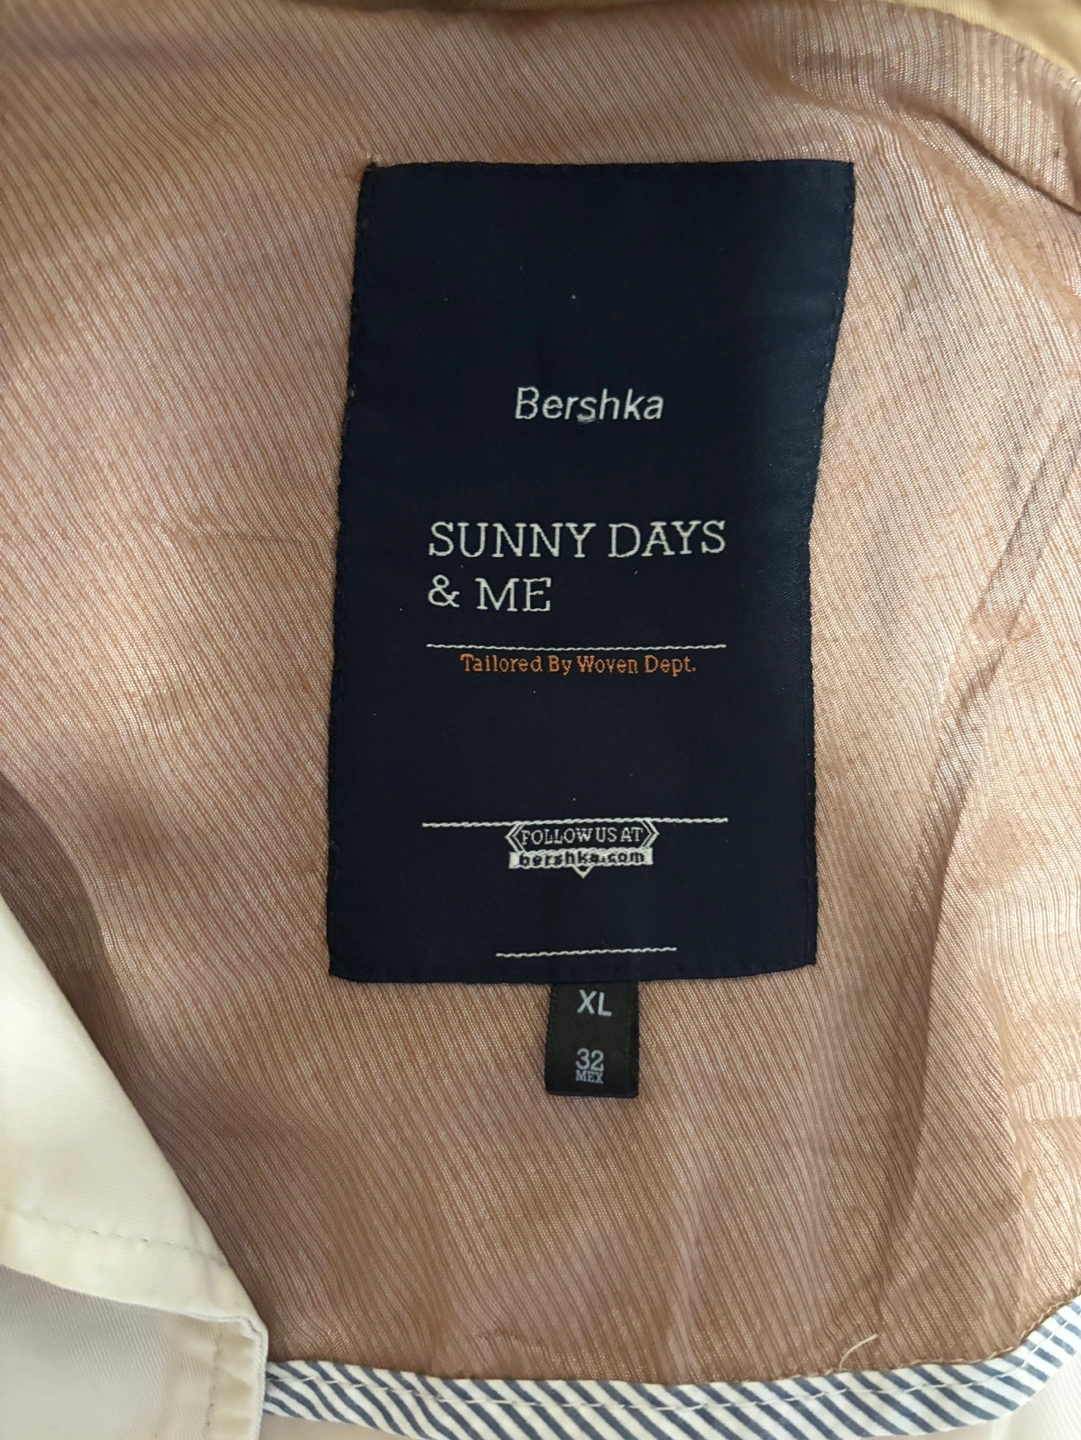 Bershka
SUNNY DAYS
& ME
Tailored By Woven Dept.
FOLLOW US AT
bershka.com
XL
32
MEX